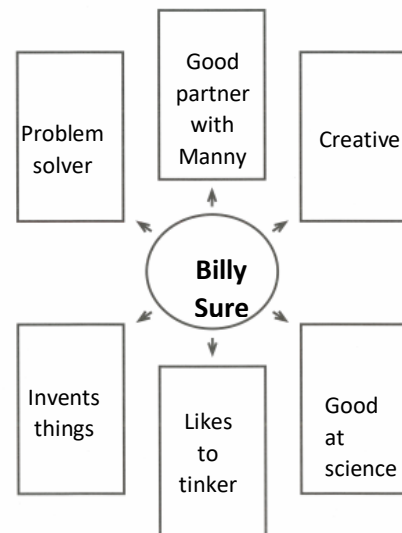 Good
partner
with
Manny
Problem
solver
Creative
Billy
Sure
Invents
things
Likes
to
tinker
Good
at
science